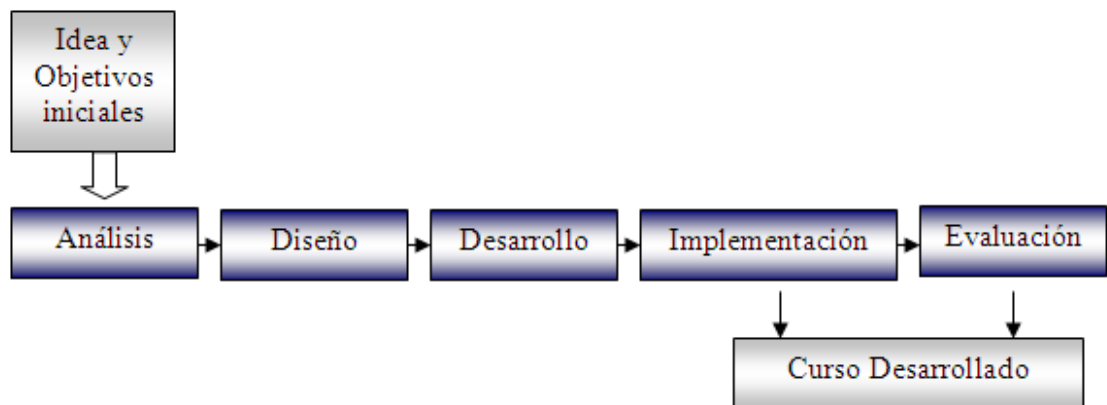 Idea y
Objetivos
iniciales
Análisis
Diseño
Desarrollo
Implementación
Evaluación
Curso Desarrollado